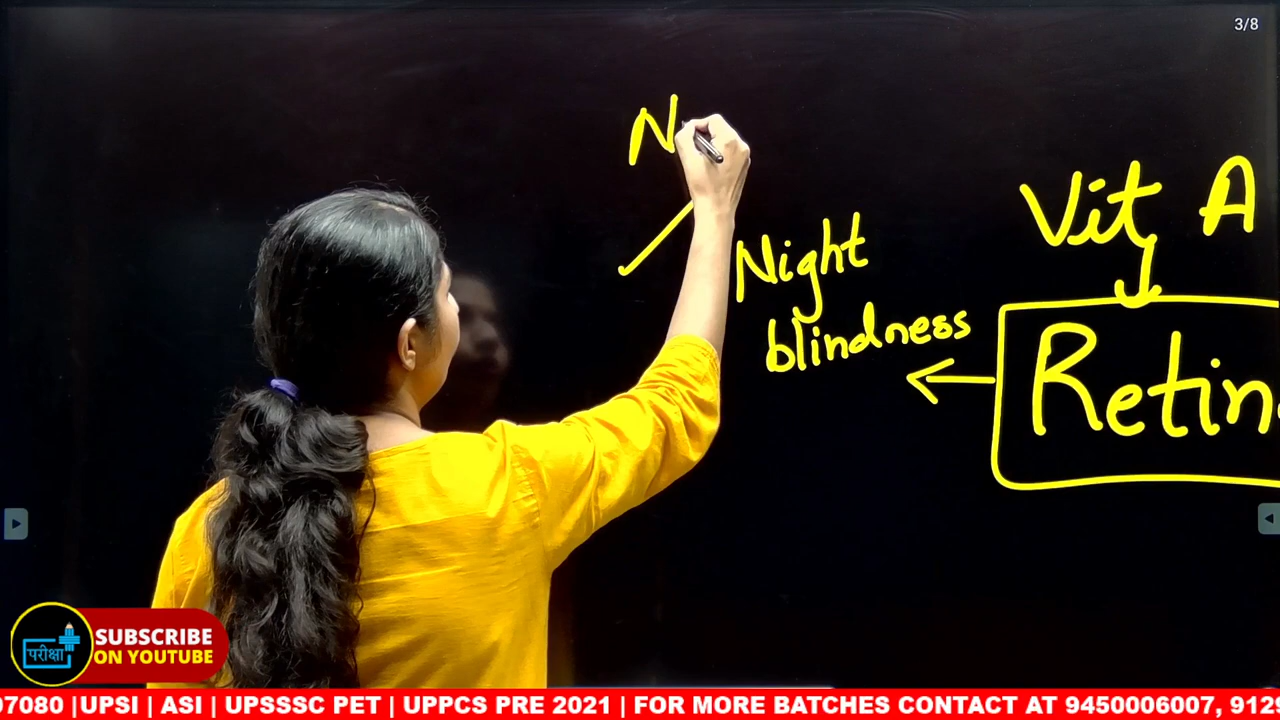 3/8
N
Vit A
Night
blindness
Retin
परीक्षा
SUBSCRIBE
ON YOUTUBE
07080 |UPSI | ASI | UPSSSC PET | UPPCS PRE 2021 | FOR MORE BATCHES CONTACT AT 9450006007, 9125